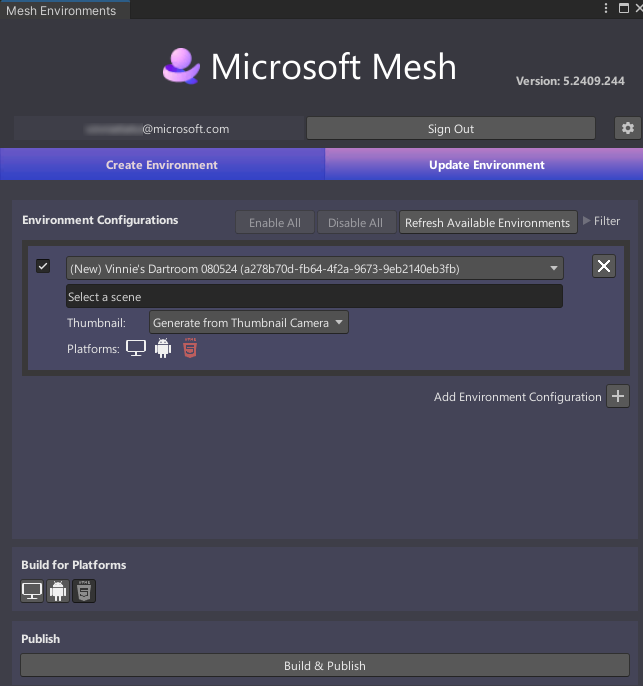 Mesh Environments
Microsoft Mesh
Version: 5.2409.244
@microsoft.com
Sign Out
Create Environment
Update Environment
Environment Configurations
Enable All
Disable All
Refresh Available Environments
Filter
(New) Vinnie's Dartroom 080524 (a278b70d-fb64-4f2a-9673-9eb2140eb3fb)
Select a scene
Thumbnail:
Generate from Thumbnail Camera
Platforms:
Add Environment Configuration
Build for Platforms
Publish
Build & Publish